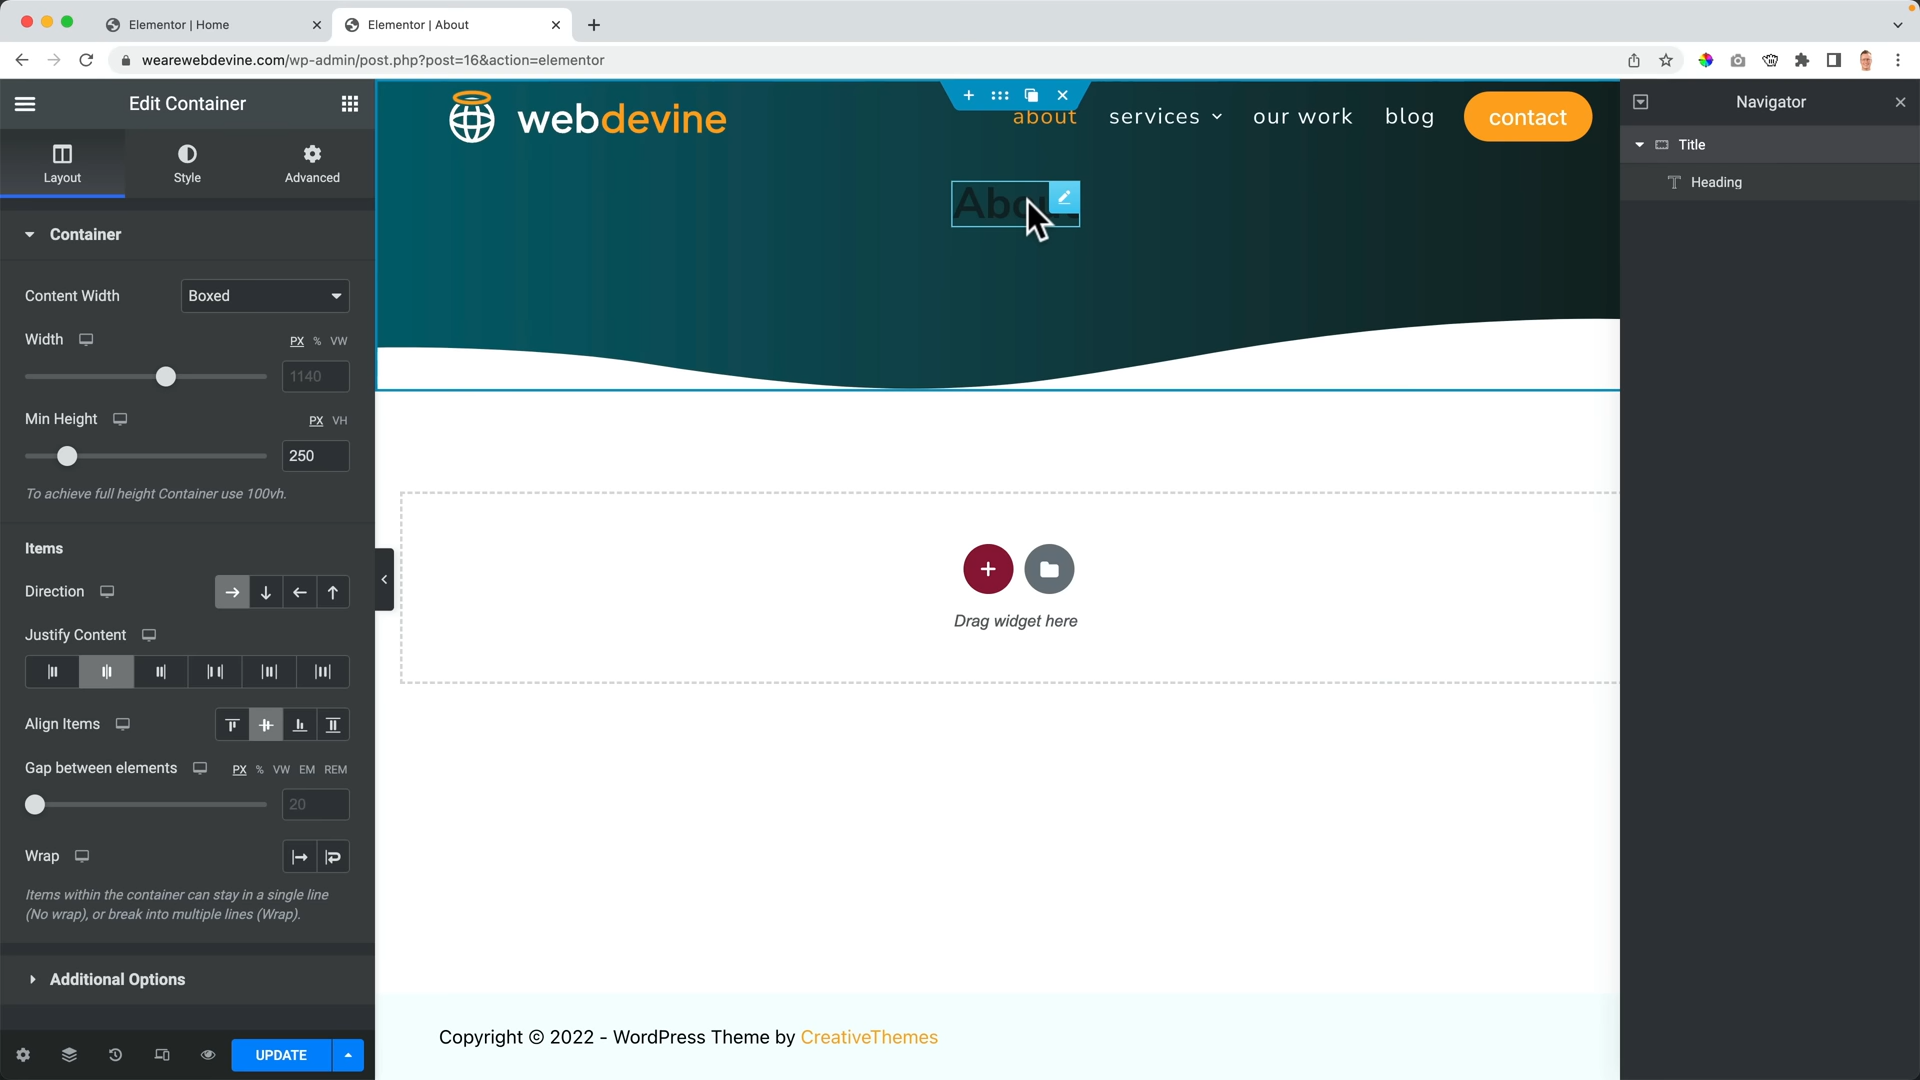 Elementor | Home
Elementor | About
wearewebdevine.com/wp-admin/post.php?post=16&action=elementor
Edit Container
Layout
Style
Advanced
Container
Content Width
Boxed
Width
PX % VW
1140
Min Height
PX VH
250
To achieve full height Container use 100vh.
Items
Direction
Justify Content
Align Items
Gap between elements
PX % VW EM REM
20
Wrap
Items within the container can stay in a single line
(No wrap), or break into multiple lines (Wrap).
Additional Options
UPDATE
webdevine
about
services
our work
blog
contact
Drag widget here
Copyright © 2022 - WordPress Theme by CreativeThemes
Navigator
Title
Heading